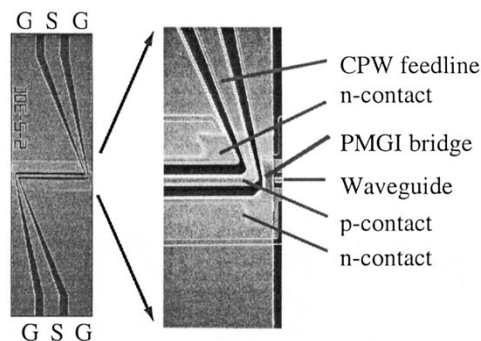 G S G
CPW feedline
n-contact
PMGI bridge
Waveguide
p-contact
n-contact
G S G